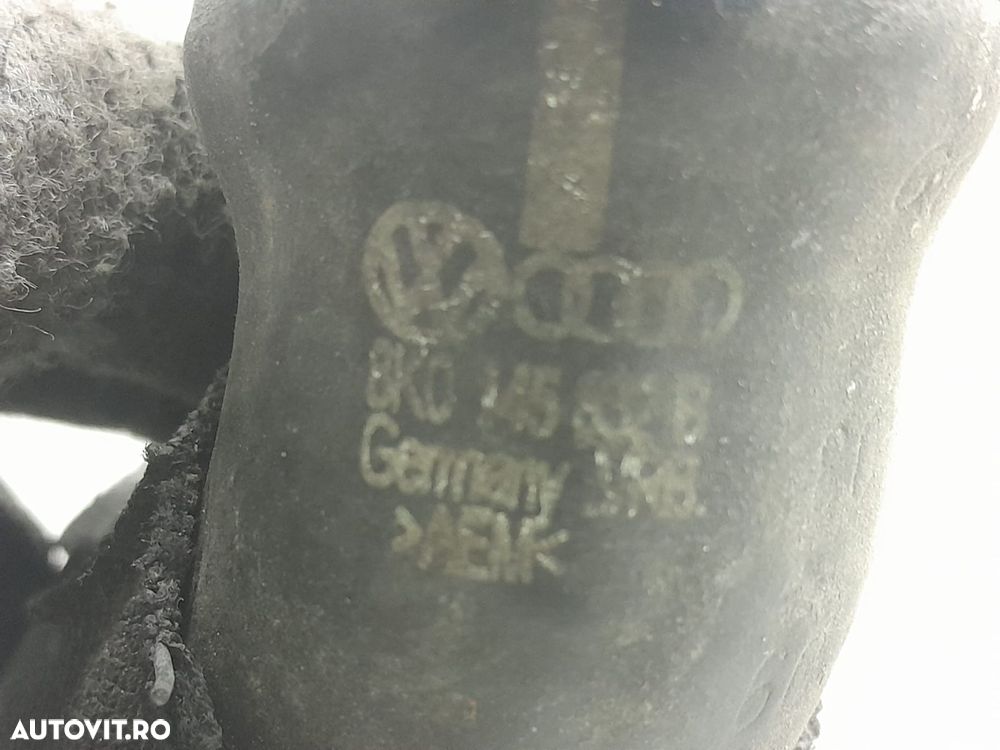 8K0 145
Germany
>AEM<
AUTOVIT.RO